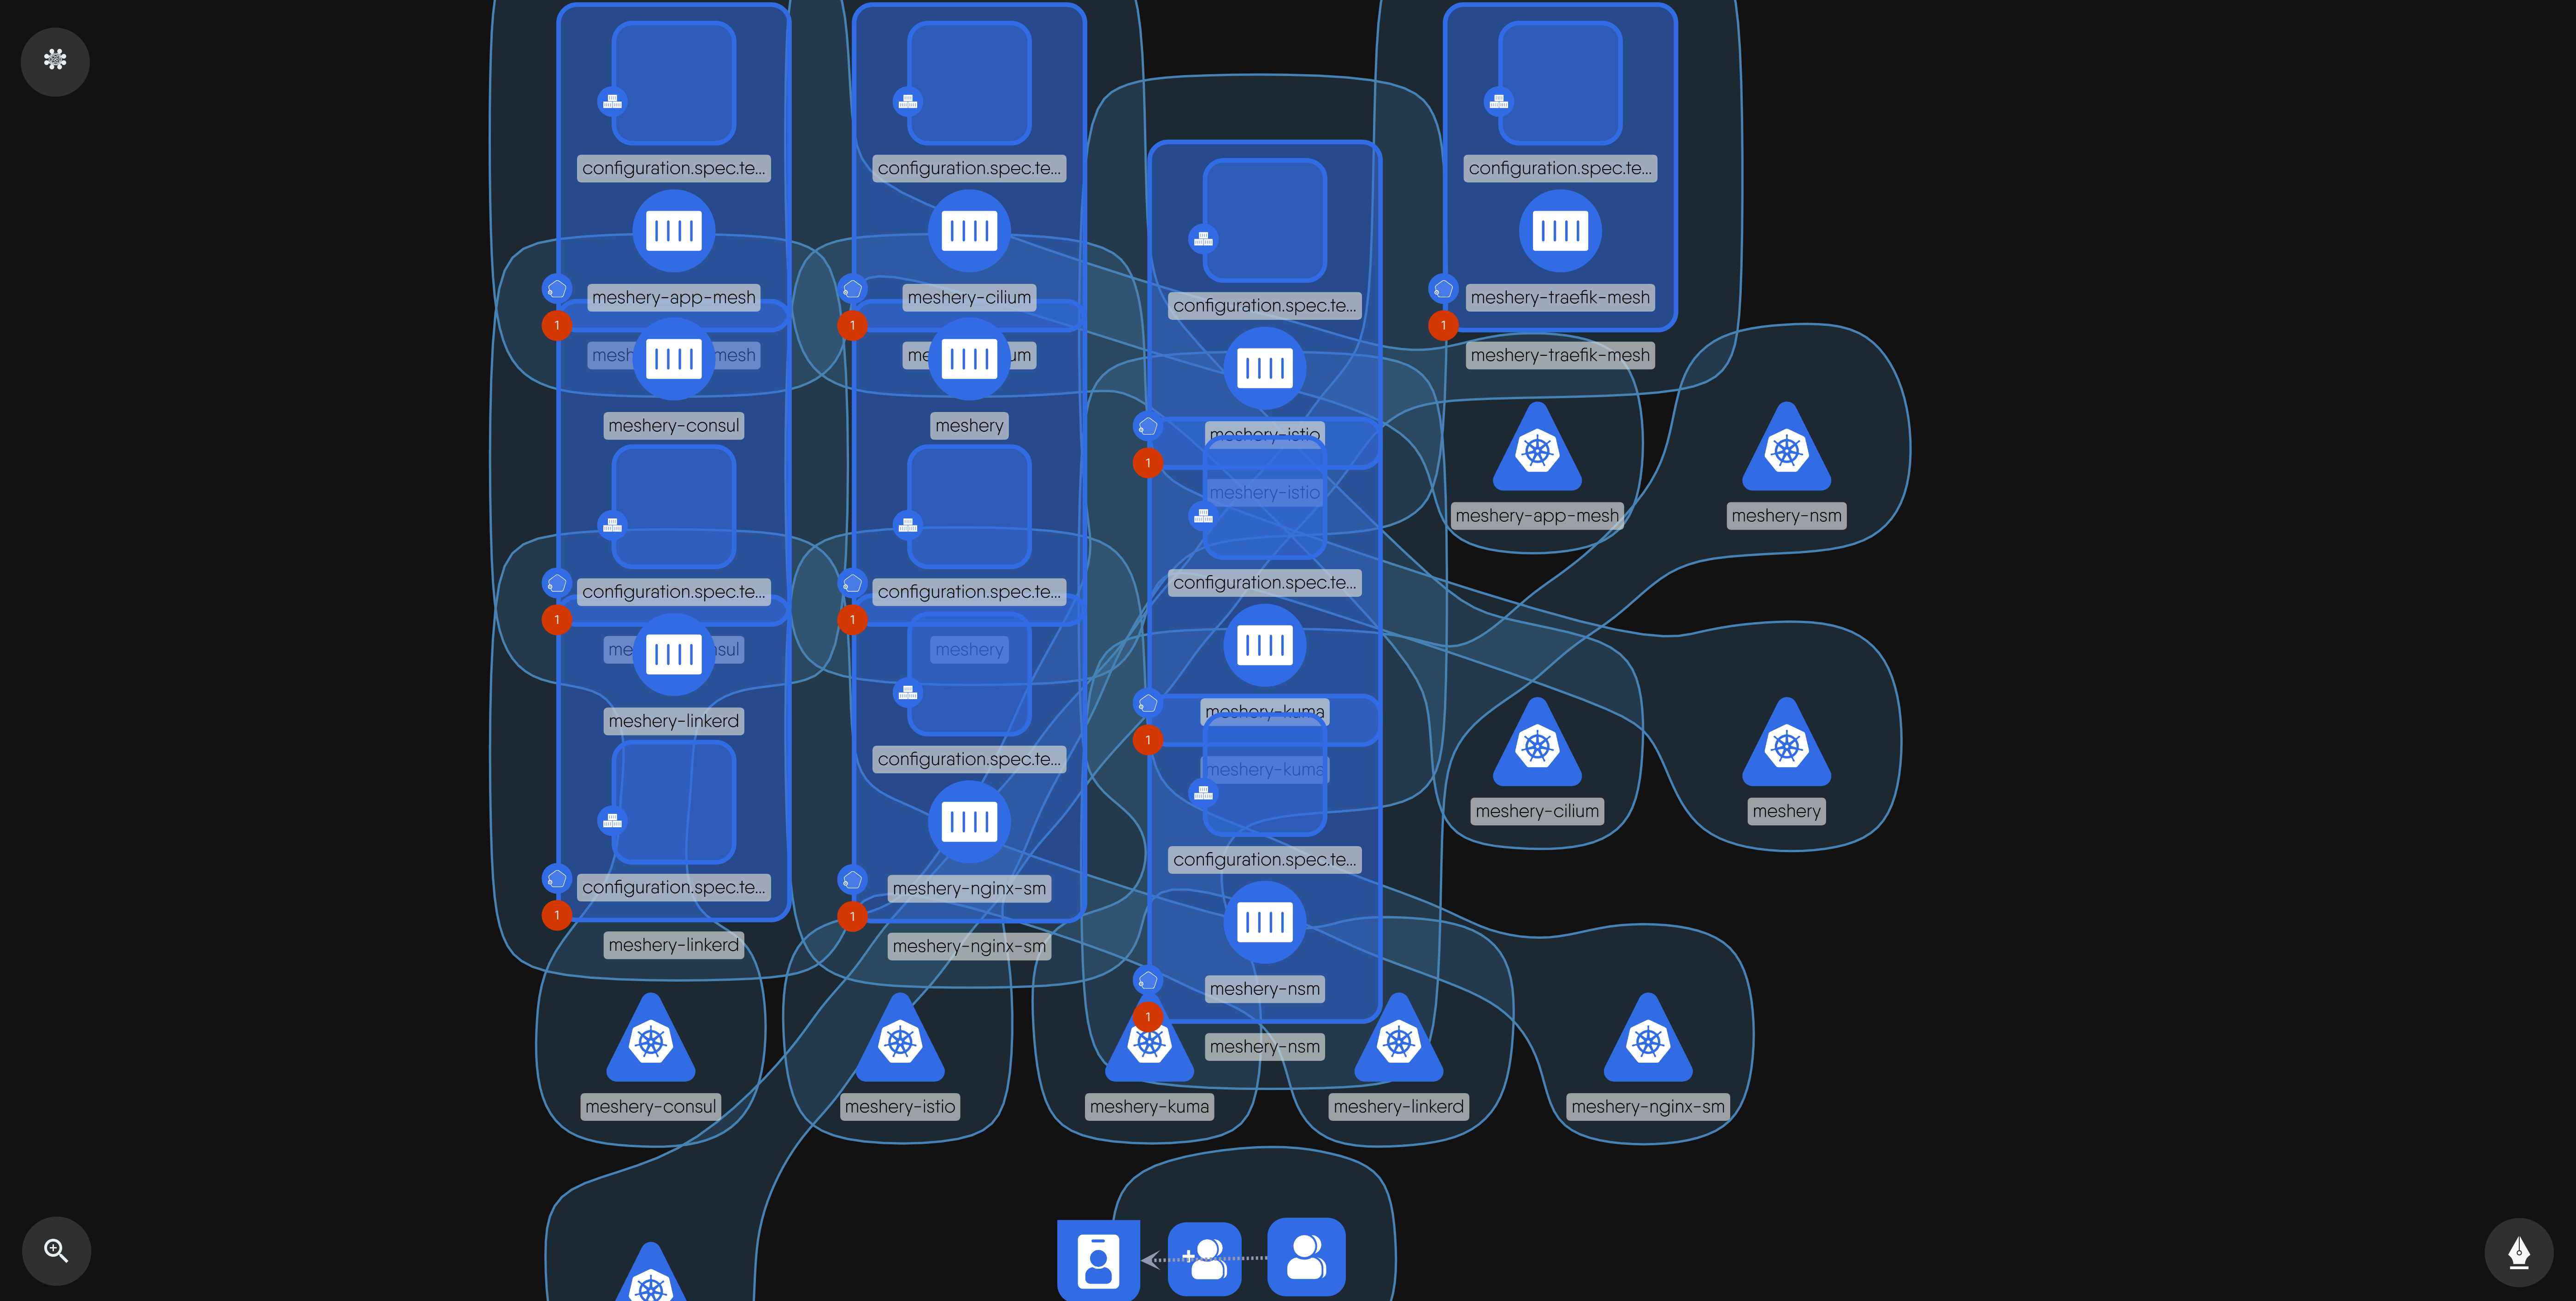 configuration.spec.te...
configuration.spec.te...
configuration.spec.te...
meshery-app-mesh
meshery-cilium
configuration.spec.te...
meshery-traefik-mesh
1
1
1
mesh mesh
me um
meshery-traefik-mesh
meshery-consul
meshery
meshery-istio
1
meshery-istio
meshery-app-mesh
meshery-nsm
configuration.spec.te...
configuration.spec.te...
configuration.spec.te...
1
1
me sul
meshery
meshery-linkerd
meshery-kuma
1
configuration.spec.te...
meshery-kuma
meshery-cilium
meshery
configuration.spec.te...
configuration.spec.te...
meshery-nginx-sm
1
1
meshery-linkerd
meshery-nginx-sm
meshery-nsm
1
meshery-nsm
meshery-consul
meshery-istio
meshery-kuma
meshery-linkerd
meshery-nginx-sm